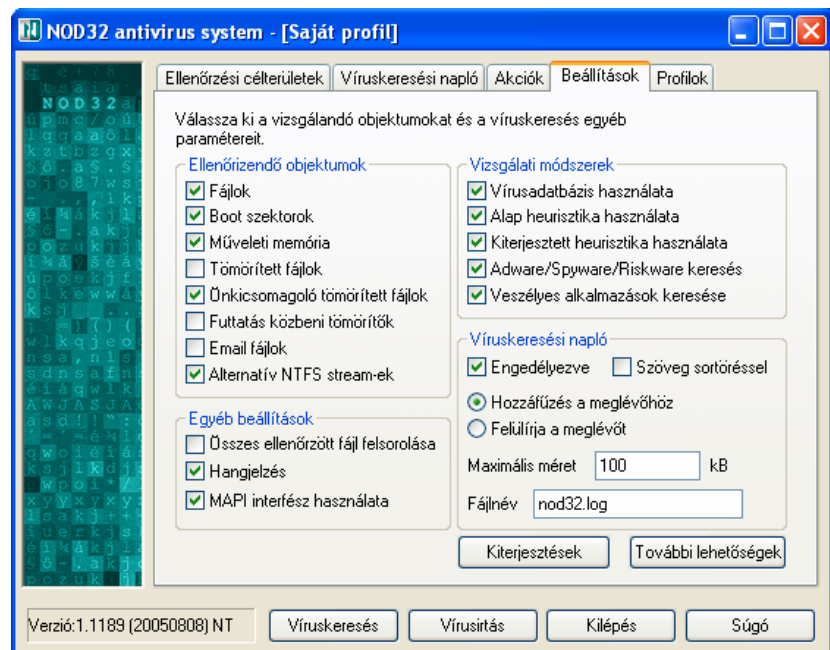 NOD32 antivirus system - [Saját profil]
NOD32
Ellenőrzési célterületek
Víruskeresési napló
Akciók
Beállítások
Profilok
Válassza ki a vizsgálandó objektumokat és a víruskeresés egyéb
paramétereit.
Ellenőrizendő objektumok
Fájlok
Boot szektorok
Műveleti memória
Tömörített fájlok
Önkicsomagoló tömörített fájlok
Futtatás közbeni tömörítők
Email fájlok
Alternatív NTFS stream-ek
Egyéb beállítások
Összes ellenőrzött fájl felsorolása
Hangjelzés
MAPI interfész használata
Vizsgálati módszerek
Vírusadatbázis használata
Alap heurisztika használata
Kiterjesztett heurisztika használata
Adware/Spyware/Riskware keresés
Veszélyes alkalmazások keresése
Víruskeresési napló
Engedélyezve
Szöveg sortöréssel
Hozzáfűzés a meglévőhöz
Felülírja a meglévőt
Maximális méret 100 kB
Fájlnév nod32.log
Kiterjesztések
További lehetőségek
Verzió:1.1189 (20050808) NT
Víruskeresés
Vírusirtás
Kilépés
Súgó